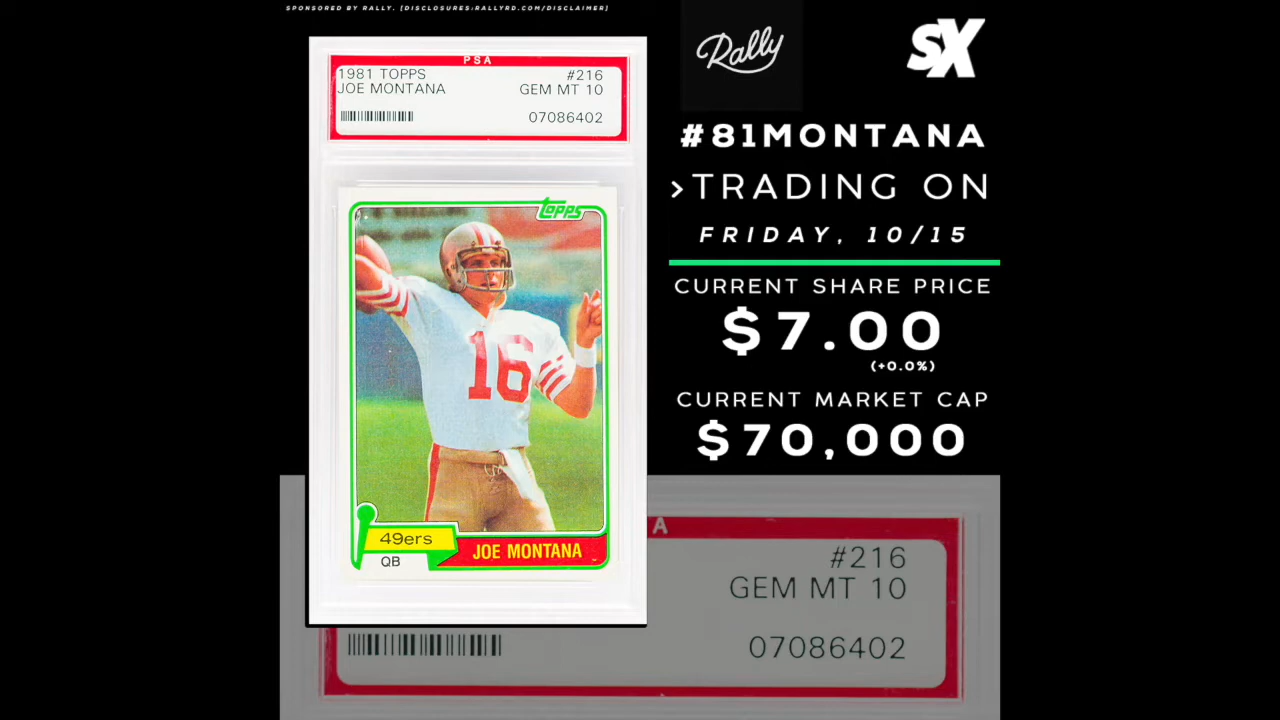 SPONSORED BY RALLY. [DISCLOSURES:RALLYRD.COM/DISCLAIMER]
PSA
1981 TOPPS #216
JOE MONTANA GEM MT 10
07086402
topps
16
49ers
QB
JOE MONTANA
Rally
SX
#81MONTANA
>TRADING ON
FRIDAY, 10/15
CURRENT SHARE PRICE
$7.00
(+0.0%)
CURRENT MARKET CAP
$70,000
A
#216
GEM MT 10
07086402